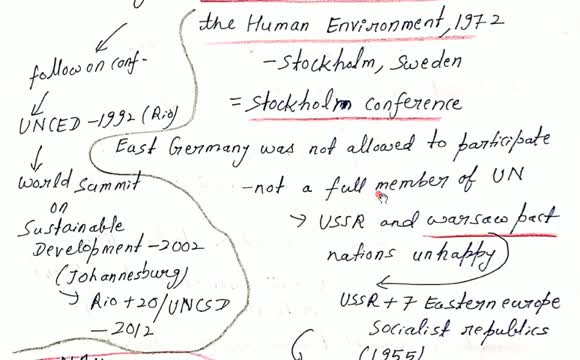 the Human Environment, 1972
- Stockholm, Sweden
= Stockholm conference
East Germany was not allowed to participate
- not a full member of UN
→ USSR and warsaw pact
nations unhappy
USSR + 7 Eastern europe
Socialist republics
(1955)
follow on conf-
UNCED - 1992 (Rio)
World Summit
on
Sustainable
Development - 2002
(Johannesburg)
→ Rio + 20/UNCSD
- 2012